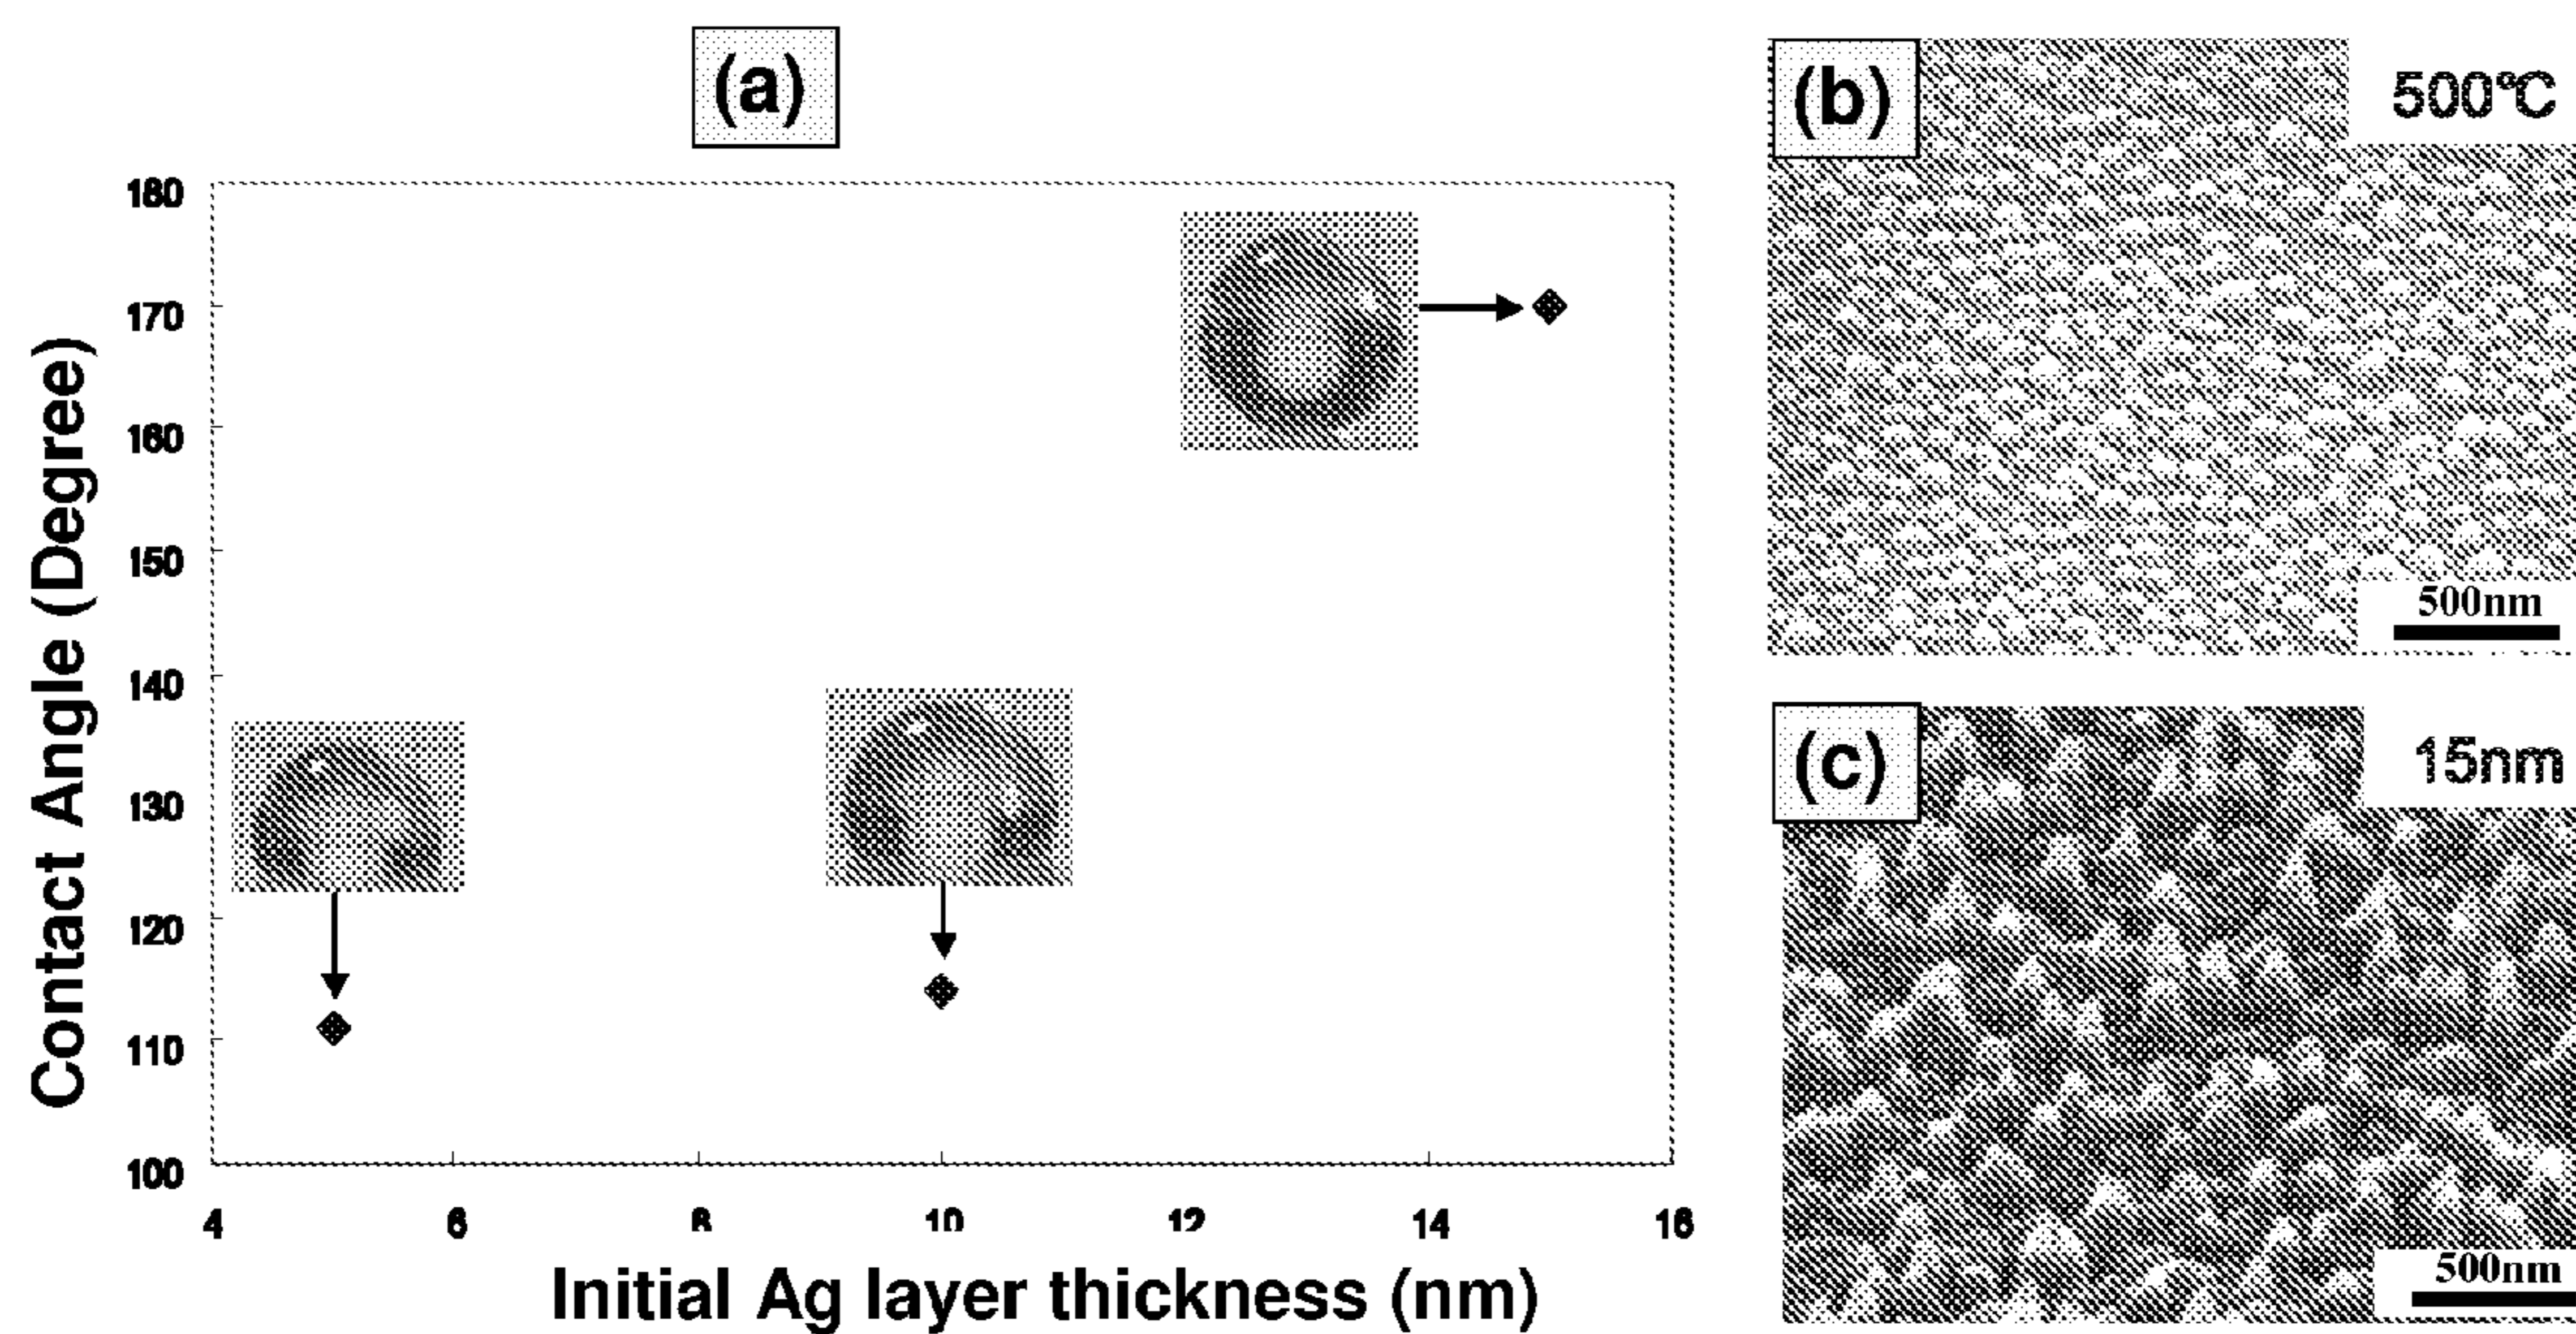 (a)
180
170
160
150
140
130
120
110
100
Contact Angle (Degree)
4 6 8 10 12 14 16
Initial Ag layer thickness (nm)
(b)
500℃
500nm
(c)
15nm
500nm